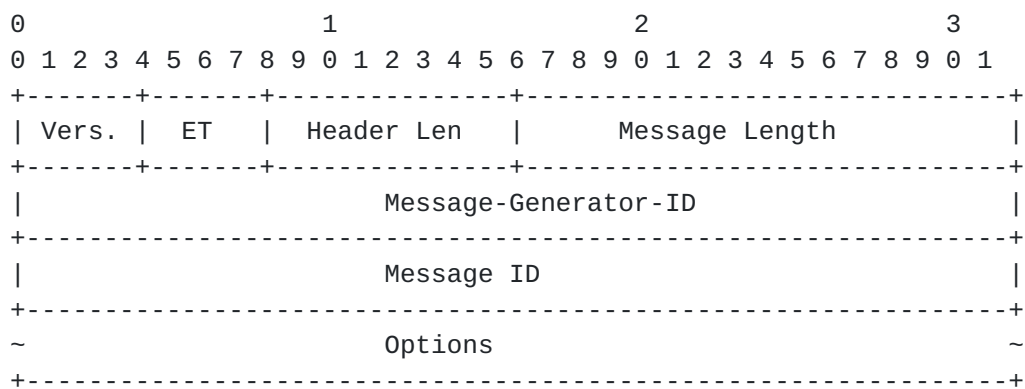 0                   1                   2                   3
0 1 2 3 4 5 6 7 8 9 0 1 2 3 4 5 6 7 8 9 0 1 2 3 4 5 6 7 8 9 0 1
+-------+-------+---------------+-------------------------------+
| Vers. |  ET   |  Header Len   |      Message Length           |
+-------+-------+---------------+-------------------------------+
|                       Message-Generator-ID                    |
+---------------------------------------------------------------+
|                       Message ID                              |
+---------------------------------------------------------------+
~                       Options                                 ~
+---------------------------------------------------------------+